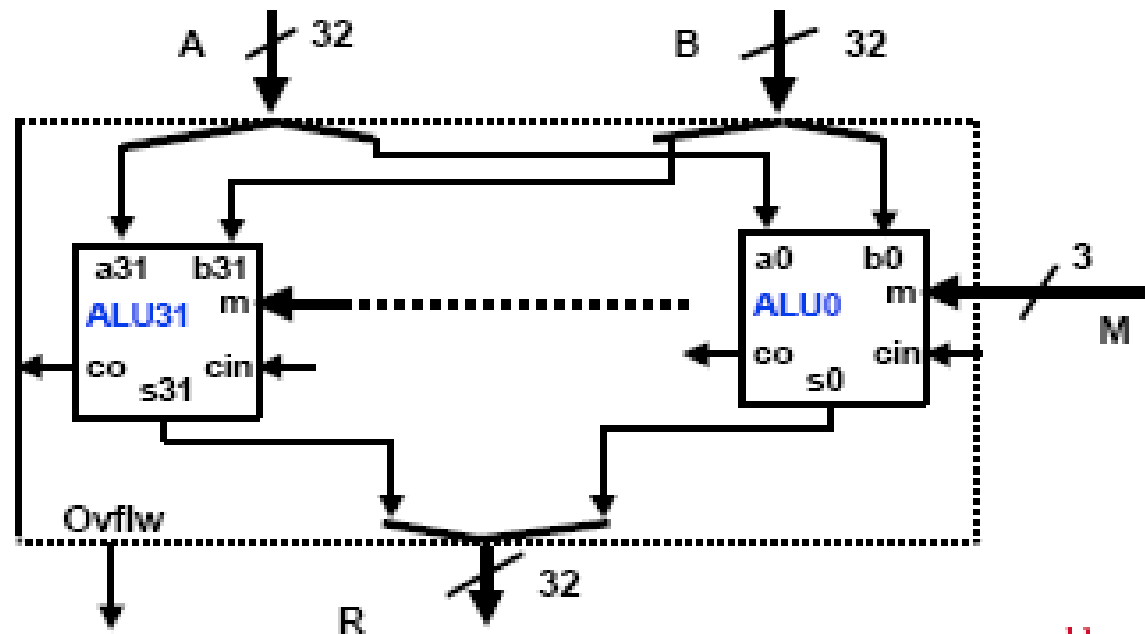 A 32 B 32
a31 b31 a0 b0 3
ALU31 m ALU0 m M
co cin co cin
s31 s0
Ovflw
32
R